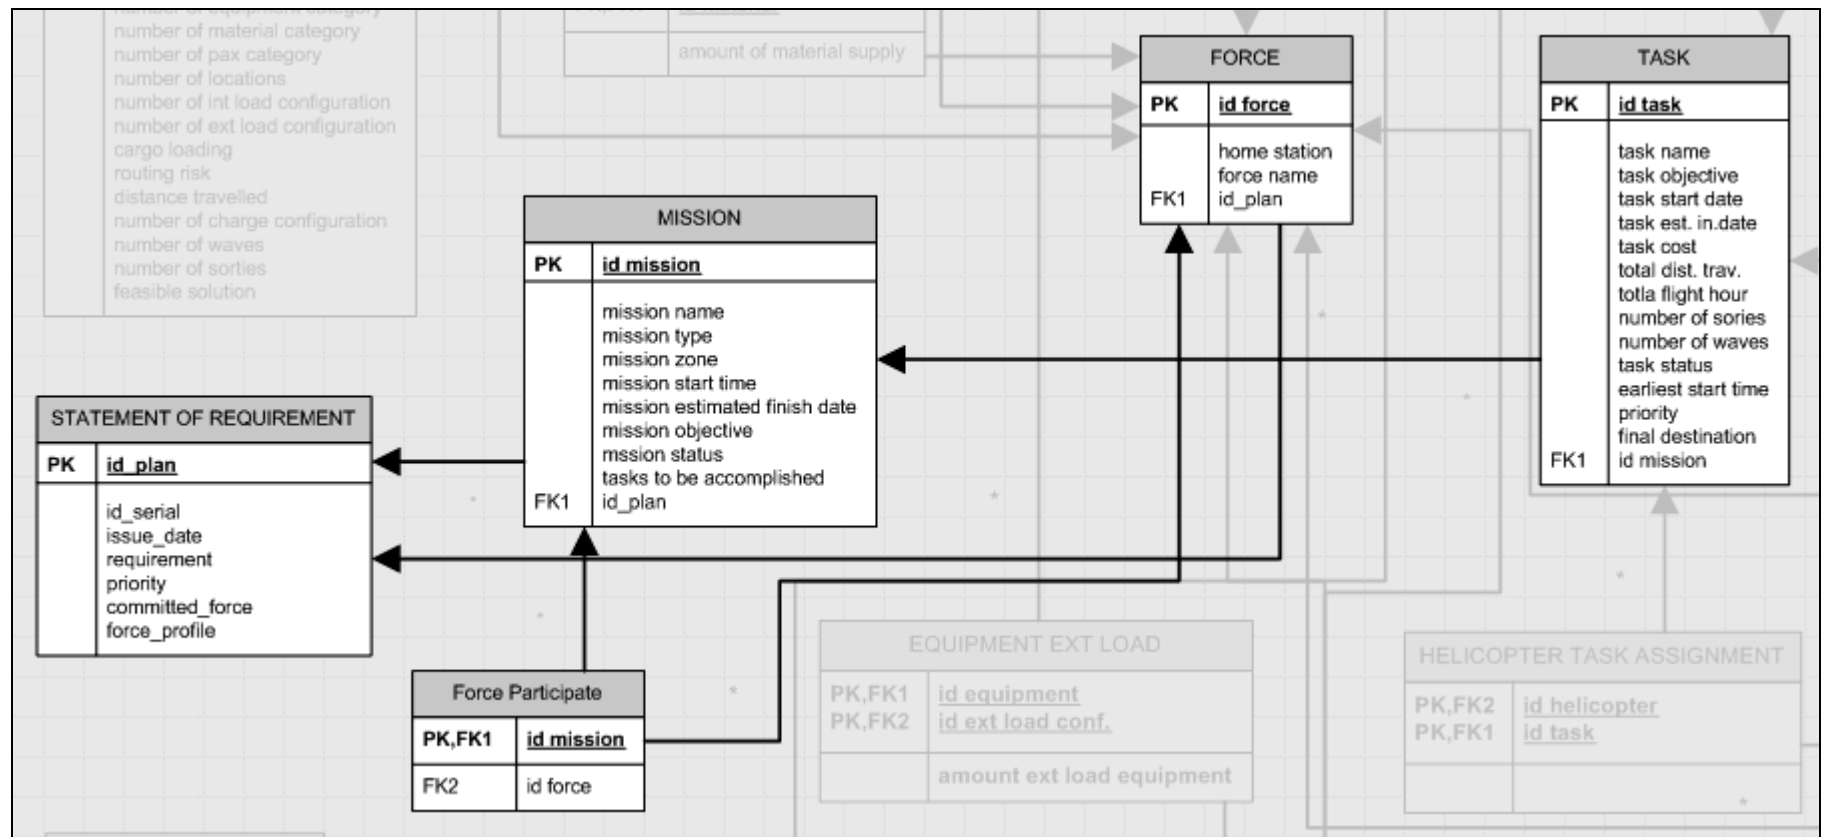 number of equipment category
number of material category
number of pax category
number of locations
number of int load configuration
number of ext load configuration
cargo loading
routing risk
distance travelled
number of charge configuration
number of waves
number of sorties
feasible solution
amount of material supply
FORCE
PK id force
home station
force name
FK1 id_plan
TASK
PK id task
task name
task objective
task start date
task est. in.date
task cost
total dist. trav.
totla flight hour
number of sories
number of waves
task status
earliest start time
priority
final destination
FK1 id mission
MISSION
PK id mission
mission name
mission type
mission zone
mission start time
mission estimated finish date
mission objective
mssion status
tasks to be accomplished
FK1 id_plan
STATEMENT OF REQUIREMENT
PK id_plan
id_serial
issue_date
requirement
priority
committed_force
force_profile
Force Participate
PK,FK1 id mission
FK2 id force
EQUIPMENT EXT LOAD
PK,FK1 id equipment
PK,FK2 id ext load conf.
amount ext load equipment
HELICOPTER TASK ASSIGNMENT
PK,FK2 id helicopter
PK,FK1 id task